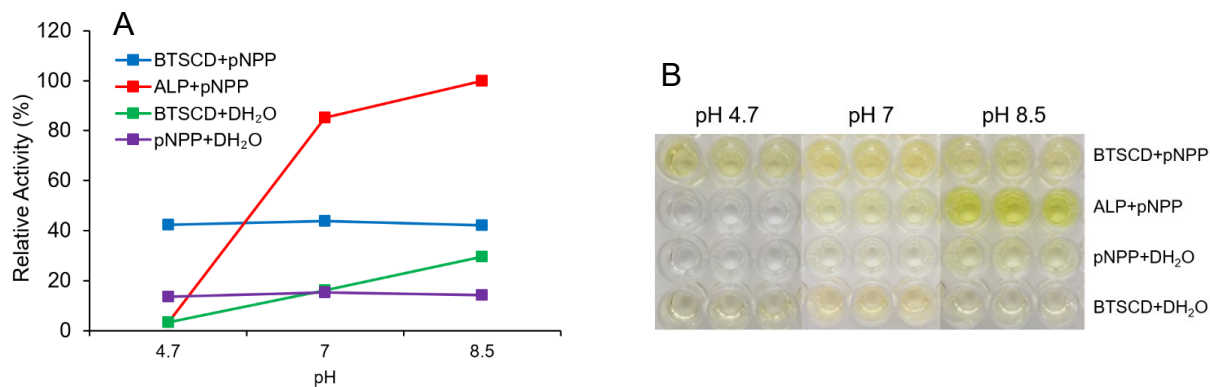 A
BTSCD+pNPP
ALP+pNPP
BTSCD+DH₂O
pNPP+DH₂O
Relative Activity (%)
120
100
80
60
40
20
0
4.7
7
8.5
pH
B
pH 4.7
pH 7
pH 8.5
BTSCD+pNPP
ALP+pNPP
pNPP+DH₂O
BTSCD+DH₂O